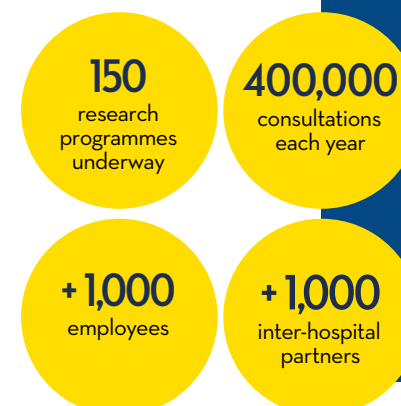 150
research
programmes
underway
400,000
consultations
each year
+ 1,000
employees
+ 1,000
inter-hospital
partners